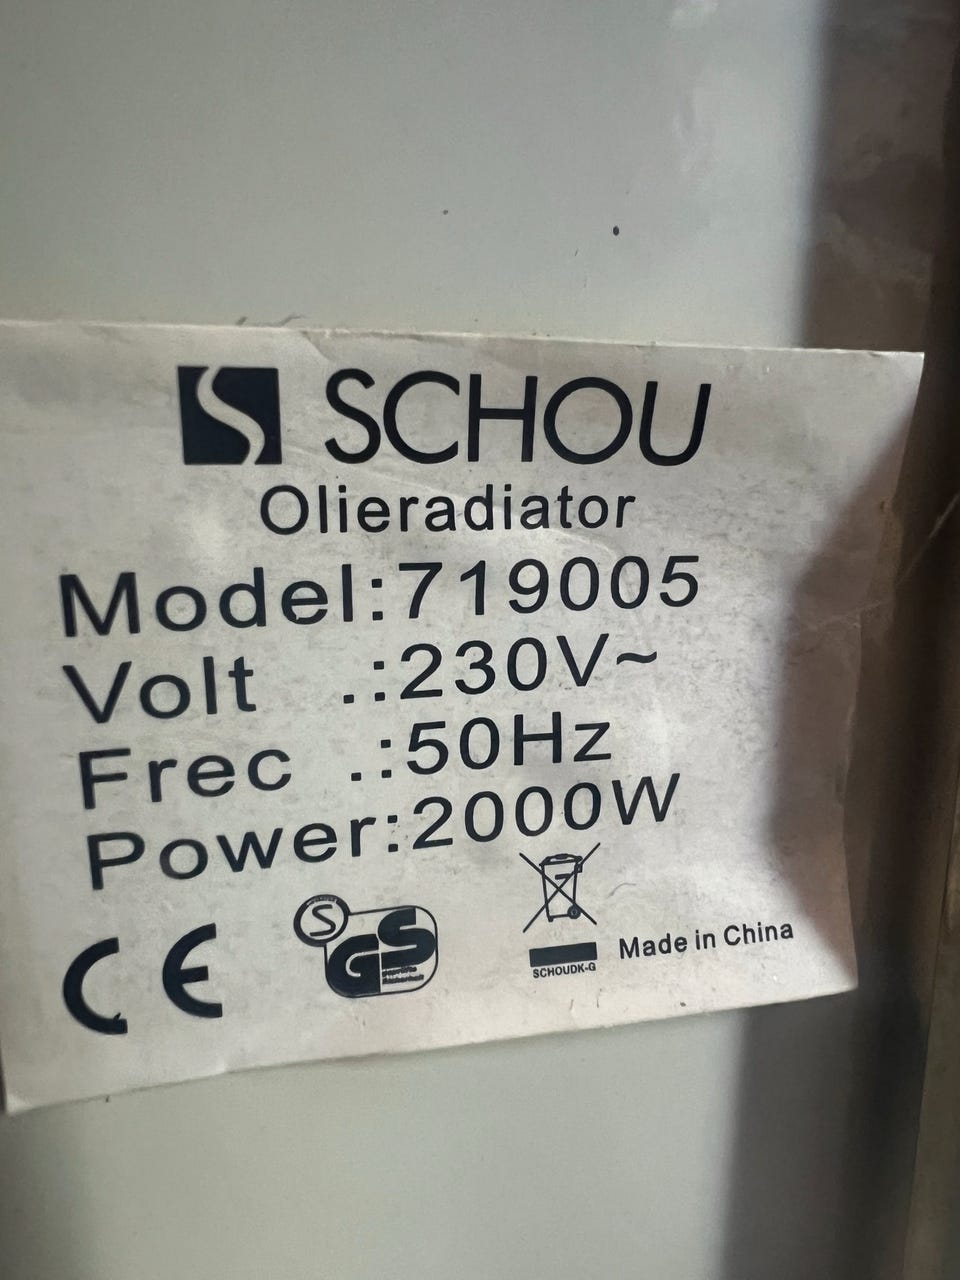 SCHOU
Olieradiator
Model:719005
Volt .:230V~
Frec .:50Hz
Power:2000W
CE
S
GS
SCHOUDK-G
Made in China